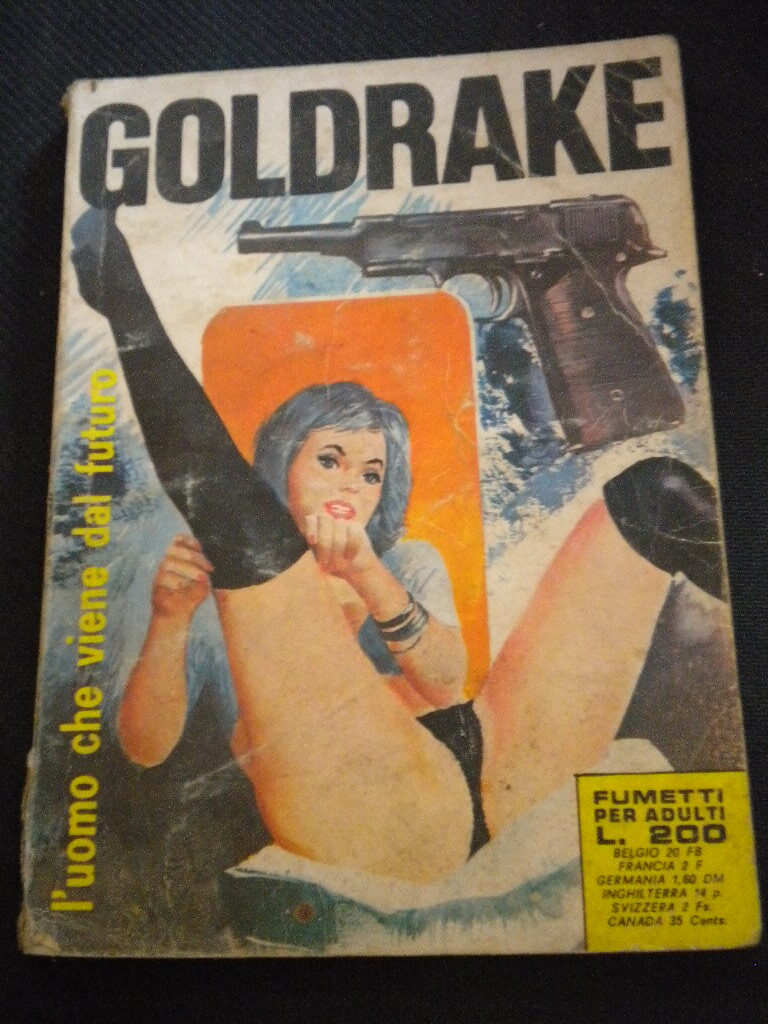 GOLDRAKE
l'uomo che viene dal futuro
FUMETTI
PER ADULTI
L. 200
BELGIO 20 FB
FRANCIA 2 F
GERMANIA 1,60 DM
INGHILTERRA 14 p.
SVIZZERA 2 Fs.
CANADA 35 Cents.